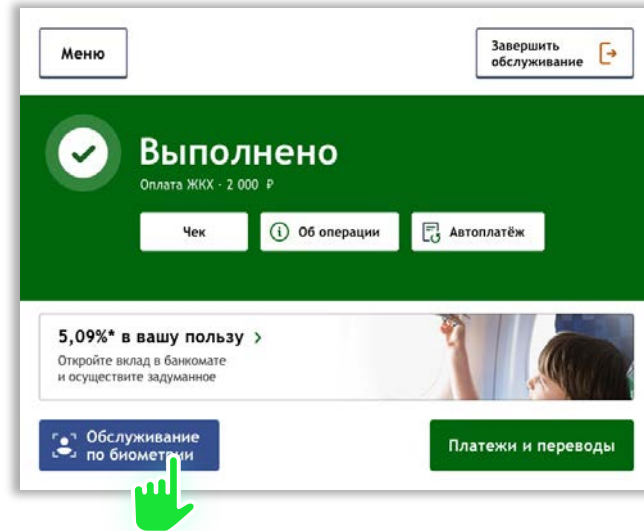 Меню
Завершить
обслуживание
Выполнено
Оплата ЖКХ - 2 000 ₽
Чек
Об операции
Автоплатёж
5,09%* в вашу пользу >
Откройте вклад в банкомате
и осуществите задуманное
Обслуживание
по биометрии
Платежи и переводы